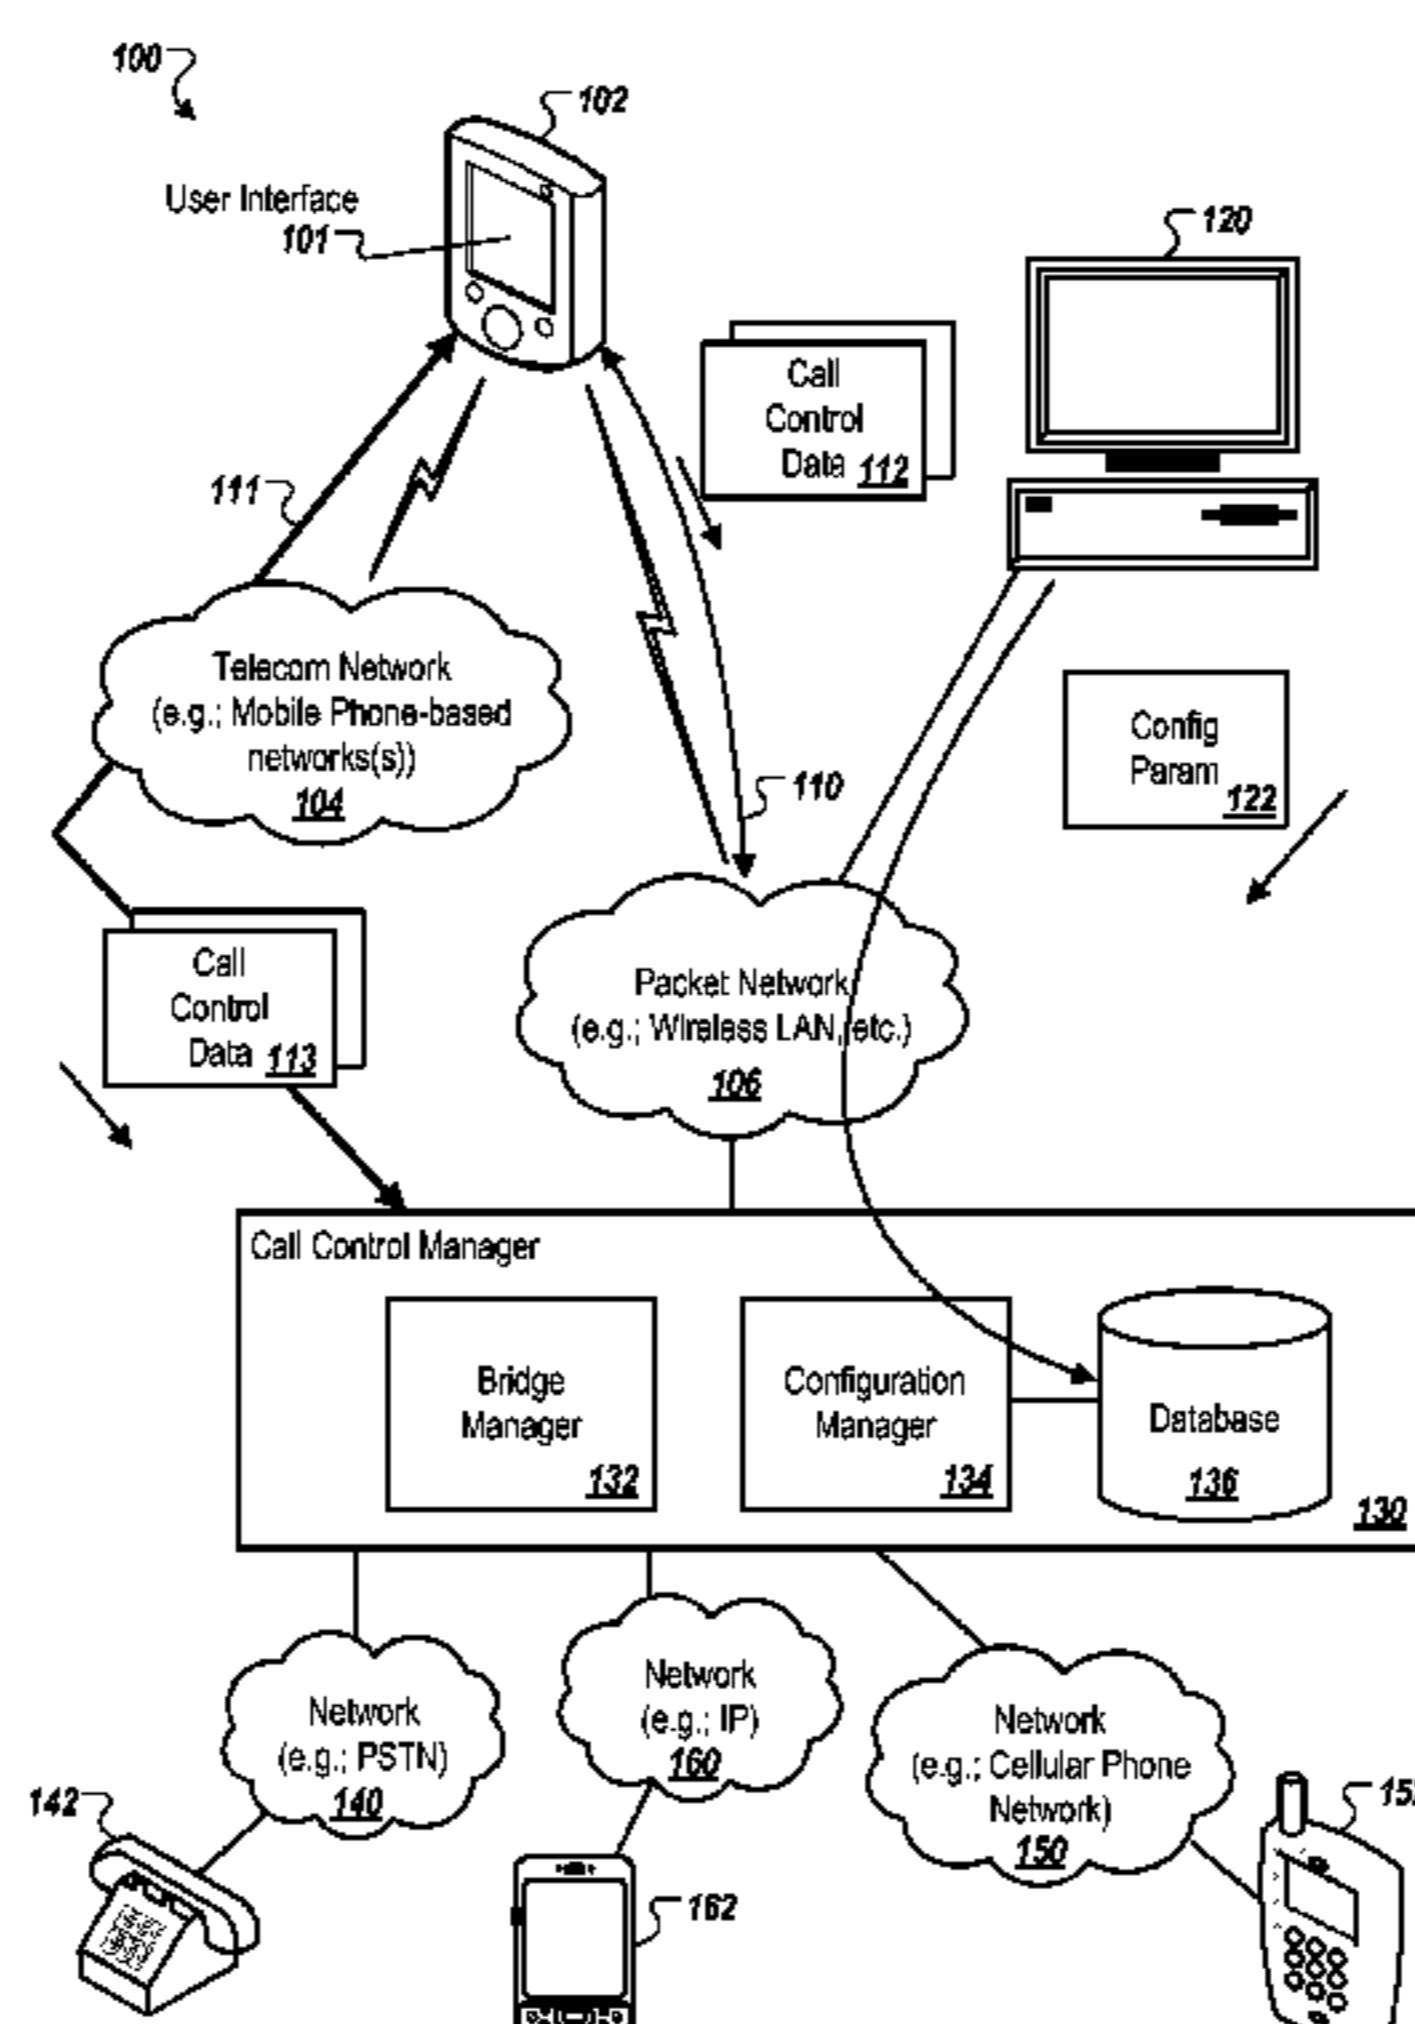 100
102
User Interface
101
120
Call
Control
Data 112
111
Telecom Network
(e.g.; Mobile Phone-based
networks(s))
104
Config
Param
122
110
Call
Control
Data 113
Packet Network
(e.g.; Wireless LAN, etc.)
106
Call Control Manager
Bridge
Manager
132
Configuration
Manager
134
Database
136
130
Network
(e.g.; PSTN)
140
Network
(e.g.; IP)
160
Network
(e.g.; Cellular Phone
Network)
150
142
162